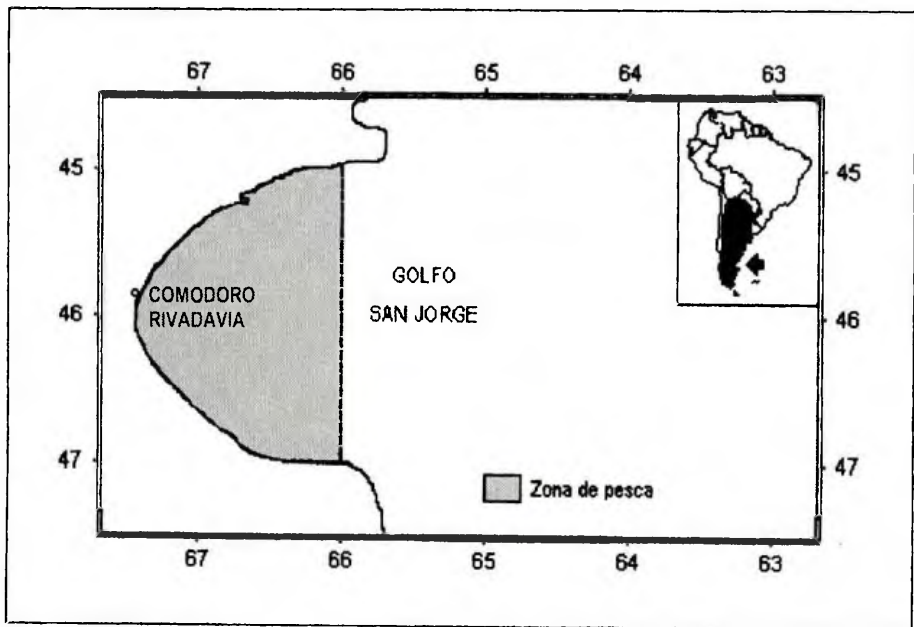 67 66 65 64 63
45 45
GOLFO
COMODORO
RIVADAVIA
SAN JORGE
46 46
47 47
Zona de pesca
67 66 65 64 63